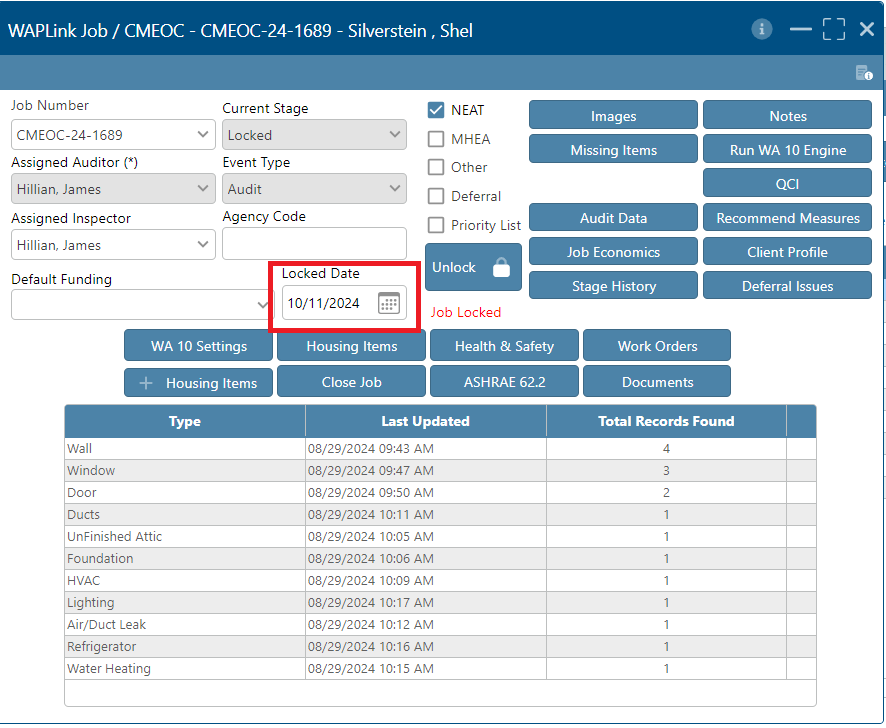 WAPLink Job / CMEOC - CMEOC-24-1689 - Silverstein , Shel
Job Number
CMEOC-24-1689
Current Stage
Locked
Assigned Auditor (*)
Hillian, James
Event Type
Audit
Assigned Inspector
Hillian, James
Agency Code
Default Funding
Locked Date
10/11/2024
NEAT
MHEA
Other
Deferral
Priority List
Unlock
Job Locked
Images
Notes
Missing Items
Run WA 10 Engine
QCI
Audit Data
Recommend Measures
Job Economics
Client Profile
Stage History
Deferral Issues
WA 10 Settings
Housing Items
Health & Safety
Work Orders
+ Housing Items
Close Job
ASHRAE 62.2
Documents
Type Last Updated Total Records Found
Wall 08/29/2024 09:43 AM 4
Window 08/29/2024 09:47 AM 3
Door 08/29/2024 09:50 AM 2
Ducts 08/29/2024 10:11 AM 1
UnFinished Attic 08/29/2024 10:05 AM 1
Foundation 08/29/2024 10:06 AM 1
HVAC 08/29/2024 10:09 AM 1
Lighting 08/29/2024 10:17 AM 1
Air/Duct Leak 08/29/2024 10:12 AM 1
Refrigerator 08/29/2024 10:16 AM 1
Water Heating 08/29/2024 10:15 AM 1